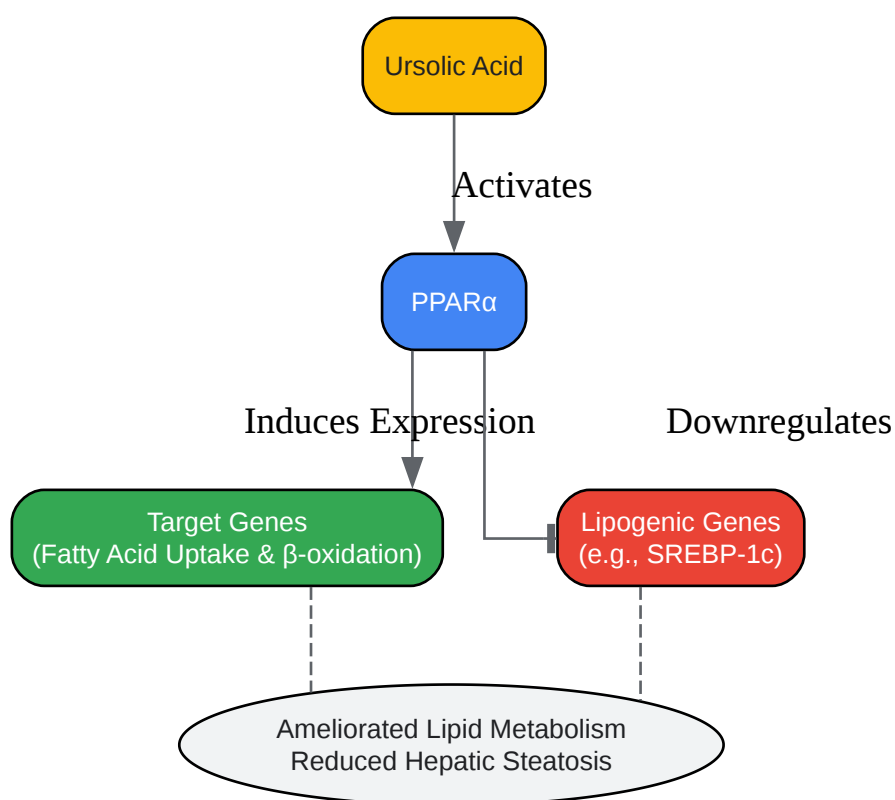 Ursolic Acid
Activates
PPARα
Induces Expression
Downregulates
Target Genes
(Fatty Acid Uptake & β-oxidation)
Lipogenic Genes
(e.g., SREBP-1c)
Ameliorated Lipid Metabolism
Reduced Hepatic Steatosis